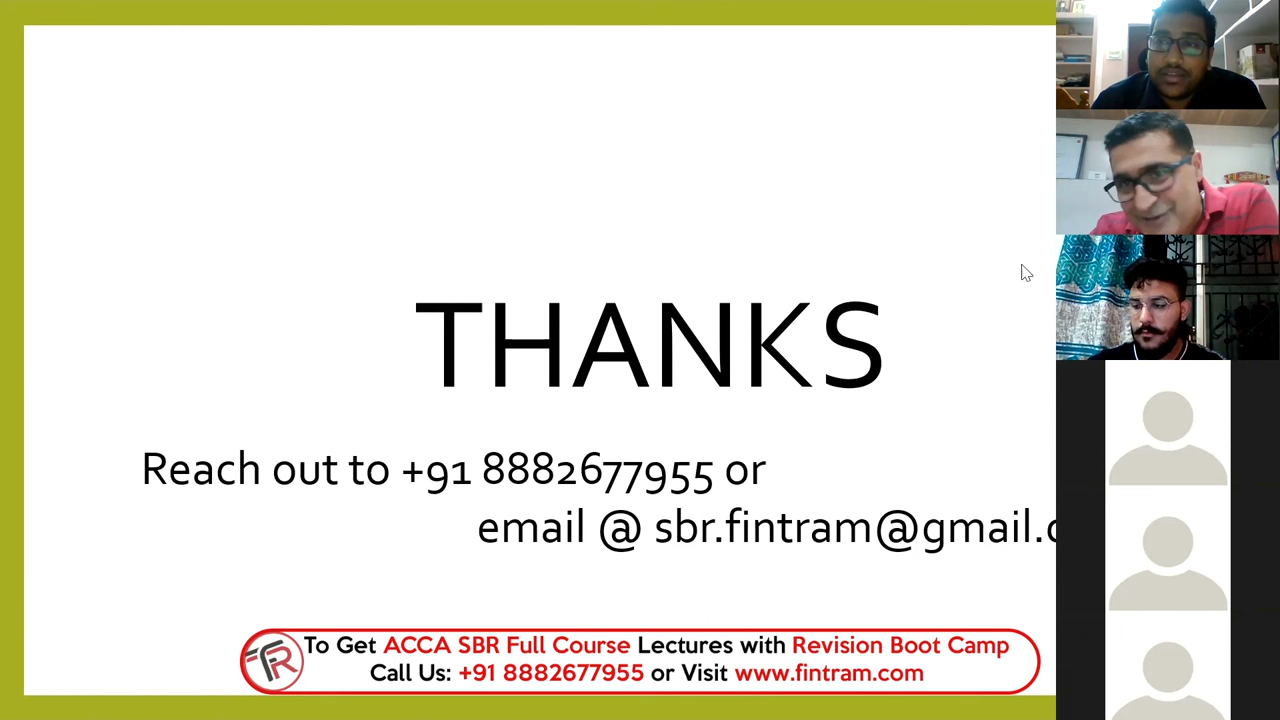 THANKS
Reach out to +91 8882677955 or
email @ sbr.fintram@gmail.c
FR
To Get ACCA SBR Full Course Lectures with Revision Boot Camp
Call Us: +91 8882677955 or Visit www.fintram.com